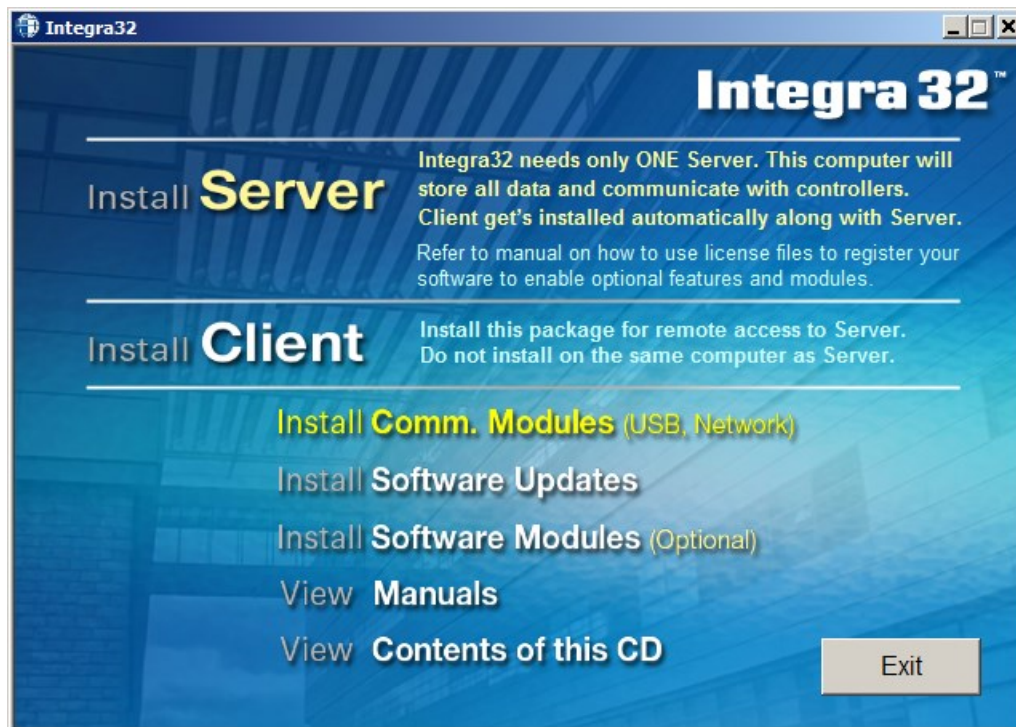 Integra32
Integra 32™
Install Server
Integra32 needs only ONE Server. This computer will
store all data and communicate with controllers.
Client get's installed automatically along with Server.
Refer to manual on how to use license files to register your
software to enable optional features and modules.
Install Client
Install this package for remote access to Server.
Do not install on the same computer as Server.
Install Comm. Modules (USB, Network)
Install Software Updates
Install Software Modules (Optional)
View Manuals
View Contents of this CD
Exit